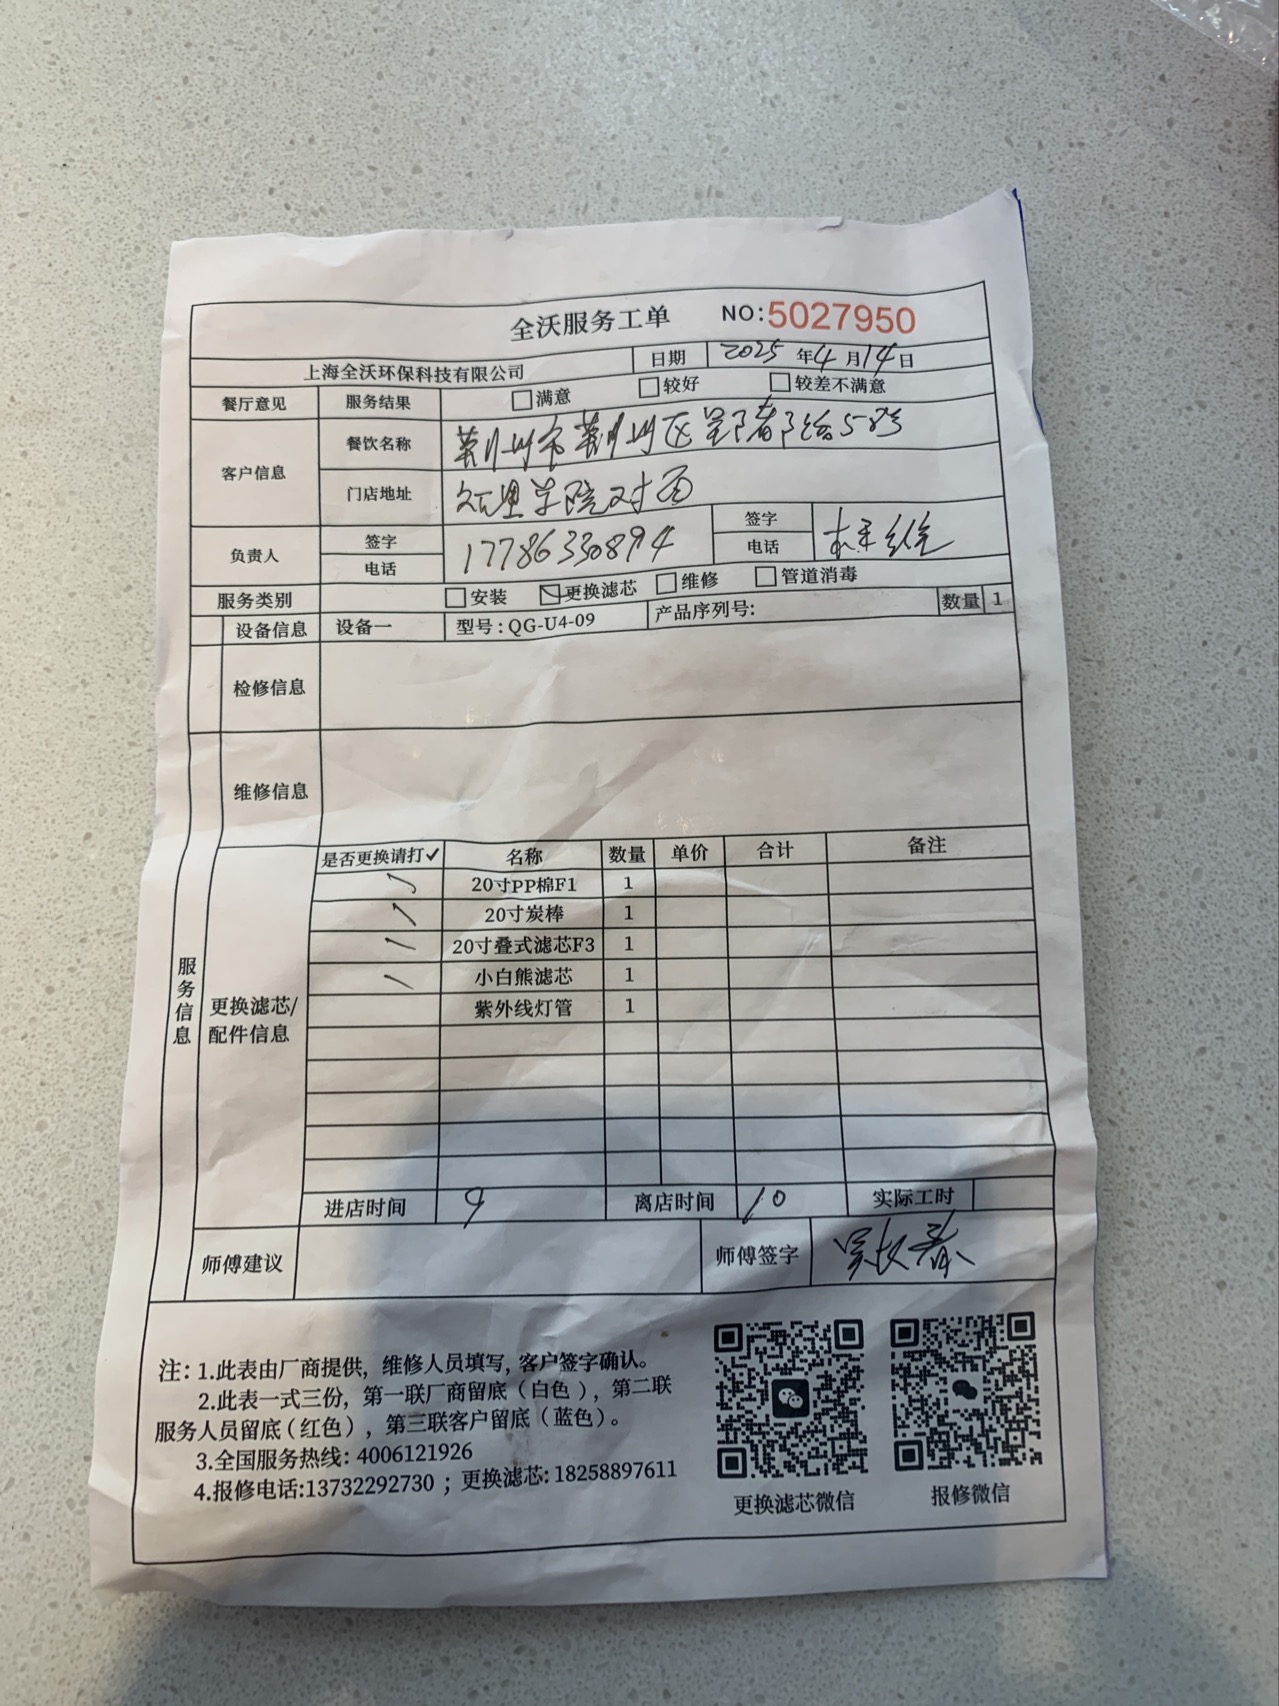 全沃服务工单 NO:5027950
上海全沃环保科技有限公司 日期 2025 年 4 月 14 日
餐厅意见 服务结果 □满意 □较好 □较差不满意
客户信息 餐饮名称 荆州市荆州区郢都路58号
门店地址 学院对面
负责人 签字 电话 17786330894 签字 电话
服务类别 □安装 ☑更换滤芯 □维修 □管道消毒
设备信息 设备一 型号:QG-U4-09 产品序列号: 数量 1
检修信息
维修信息
服务信息
更换滤芯/
配件信息
是否更换请打✓ 名称 数量 单价 合计 备注
✓ 20寸PP棉F1 1
✓ 20寸炭棒 1
✓ 20寸叠式滤芯F3 1
✓ 小白熊滤芯 1
紫外线灯管 1
进店时间 9 离店时间 10 实际工时
师傅建议 师傅签字
注: 1.此表由厂商提供, 维修人员填写, 客户签字确认。
2.此表一式三份, 第一联厂商留底(白色), 第二联
服务人员留底(红色), 第三联客户留底(蓝色)。
3.全国服务热线: 4006121926
4.报修电话:13732292730 ; 更换滤芯: 18258897611
更换滤芯微信 报修微信